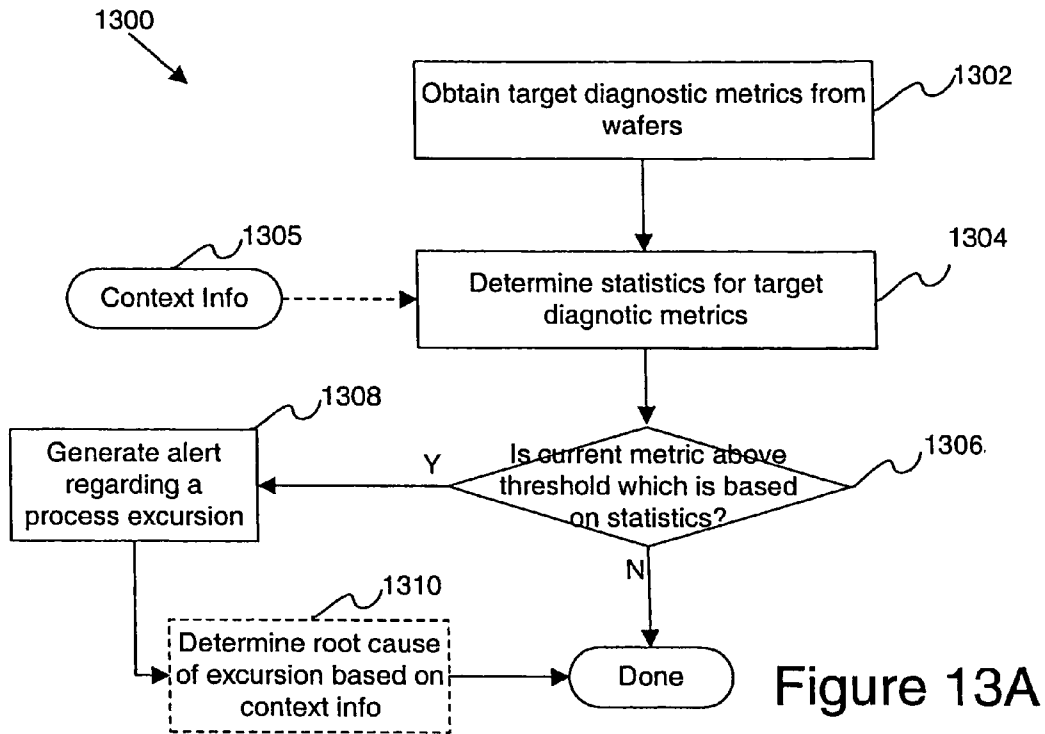 1300
1302
Obtain target diagnostic metrics from
wafers
1305
1304
Context Info
Determine statistics for target
diagnotic metrics
1308
Generate alert
regarding a
process excursion
Y
Is current metric above
threshold which is based
on statistics?
1306
N
1310
Determine root cause
of excursion based on
context info
Done
Figure 13A